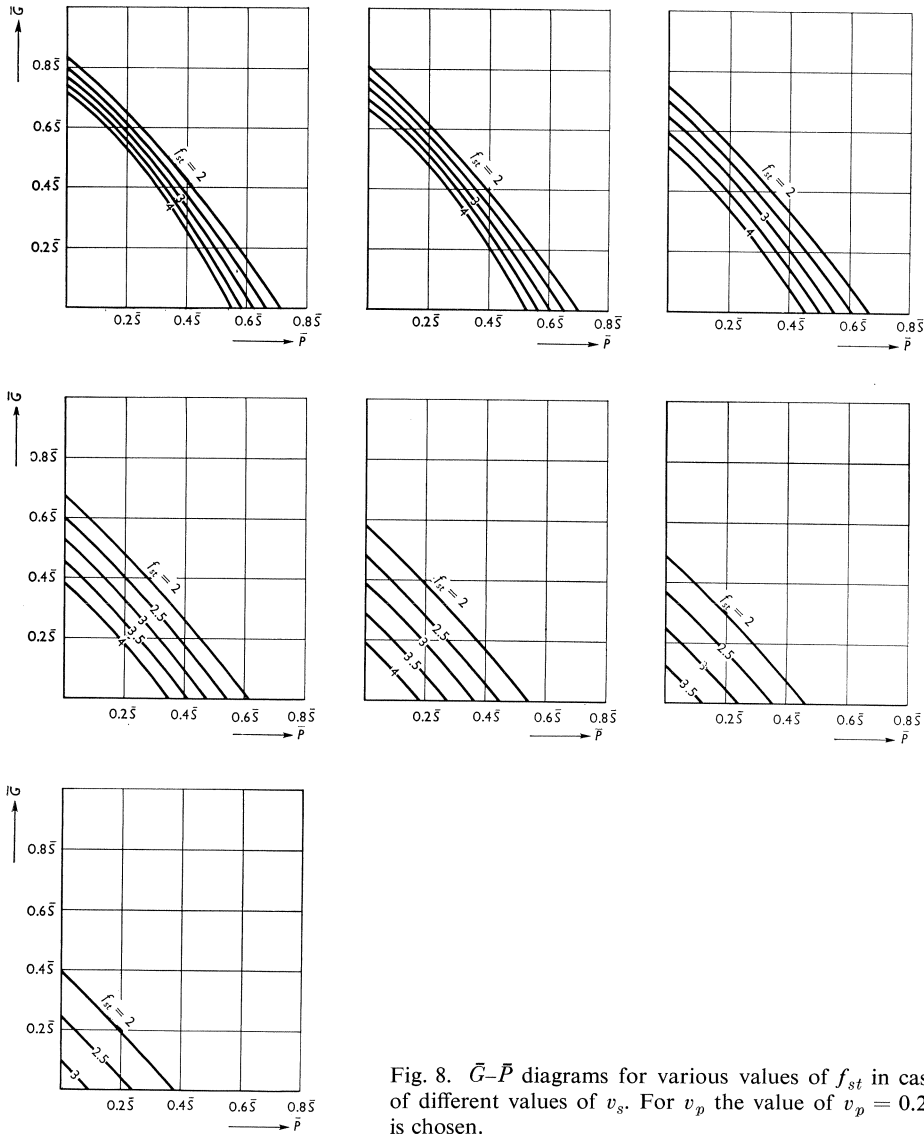 Ḡ
0.8S̄
0.6S̄
0.4S̄
0.2S̄
f_st = 2
3
4
0.2S̄ 0.4S̄ 0.6S̄ 0.8S̄
P̄
f_st = 2
3
4
0.2S̄ 0.4S̄ 0.6S̄ 0.8S̄
P̄
f_st = 2
3
4
0.2S̄ 0.4S̄ 0.6S̄ 0.8S̄
P̄
Ḡ
0.8S̄
0.6S̄
0.4S̄
0.2S̄
f_st = 2
2.5
3
3.5
4
0.2S̄ 0.4S̄ 0.6S̄ 0.8S̄
P̄
f_st = 2
2.5
3
3.5
4
0.2S̄ 0.4S̄ 0.6S̄ 0.8S̄
P̄
f_st = 2
2.5
3
3.5
0.2S̄ 0.4S̄ 0.6S̄ 0.8S̄
P̄
Ḡ
0.8S̄
0.6S̄
0.4S̄
0.2S̄
f_st = 2
2.5
3
0.2S̄ 0.4S̄ 0.6S̄ 0.8S̄
P̄
Fig. 8. Ḡ–P̄ diagrams for various values of f_st in cas
of different values of v_s. For v_p the value of v_p = 0.2
is chosen.